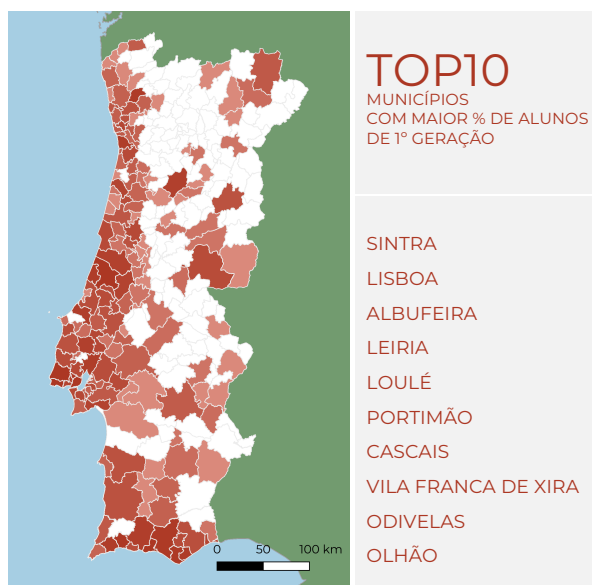 TOP10
MUNICÍPIOS
COM MAIOR % DE ALUNOS
DE 1º GERAÇÃO
SINTRA
LISBOA
ALBUFEIRA
LEIRIA
LOULÉ
PORTIMÃO
CASCAIS
VILA FRANCA DE XIRA
ODIVELAS
OLHÃO
0 50 100 km